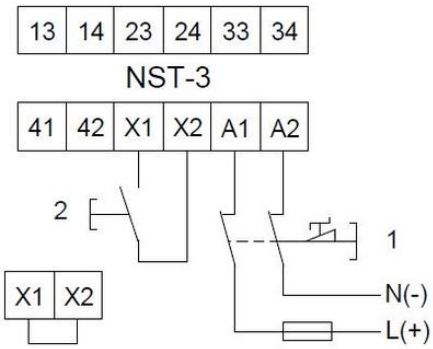 13 14 23 24 33 34
NST-3
41 42 X1 X2 A1 A2
2
1
X1 X2
N(-)
L(+)